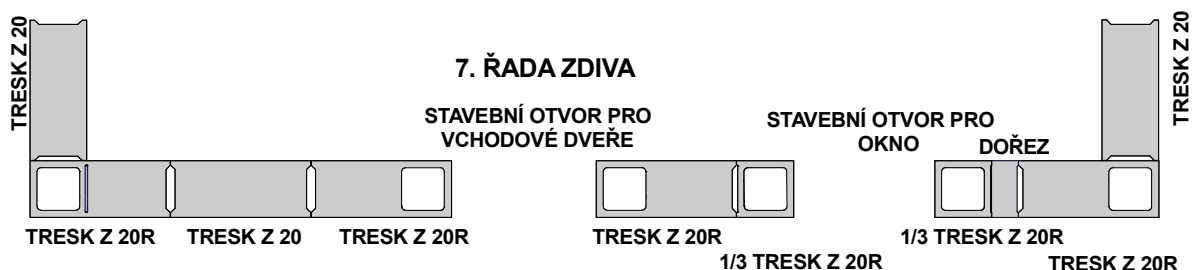 TRESK Z 20
7. ŘADA ZDIVA
STAVEBNÍ OTVOR PRO
VCHODOVÉ DVEŘE
STAVEBNÍ OTVOR PRO
OKNO
DOŘEZ
TRESK Z 20
TRESK Z 20R
TRESK Z 20
TRESK Z 20R
TRESK Z 20R
1/3 TRESK Z 20R
1/3 TRESK Z 20R
TRESK Z 20R